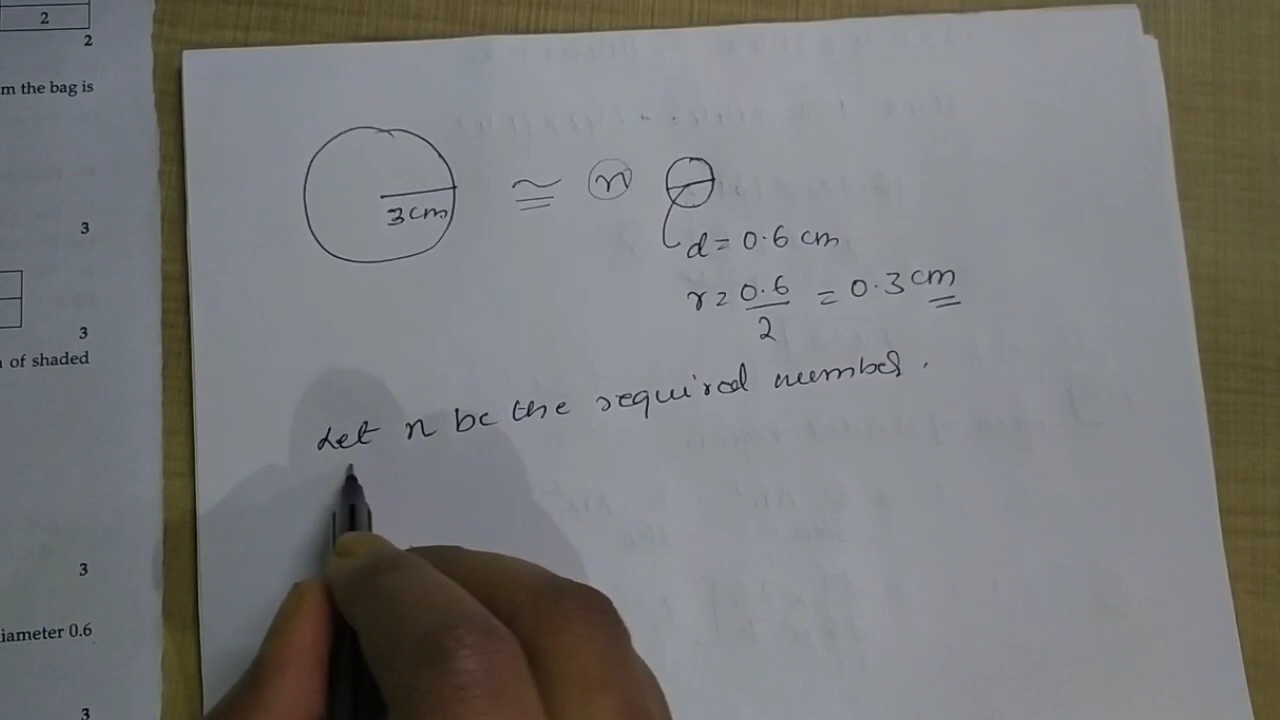 2
2
m the bag is
3
3
of shaded
3
iameter 0.6
3
3 cm ≅ n
d = 0.6 cm
r = 0.6/2 = 0.3 cm
Let n be the required number.